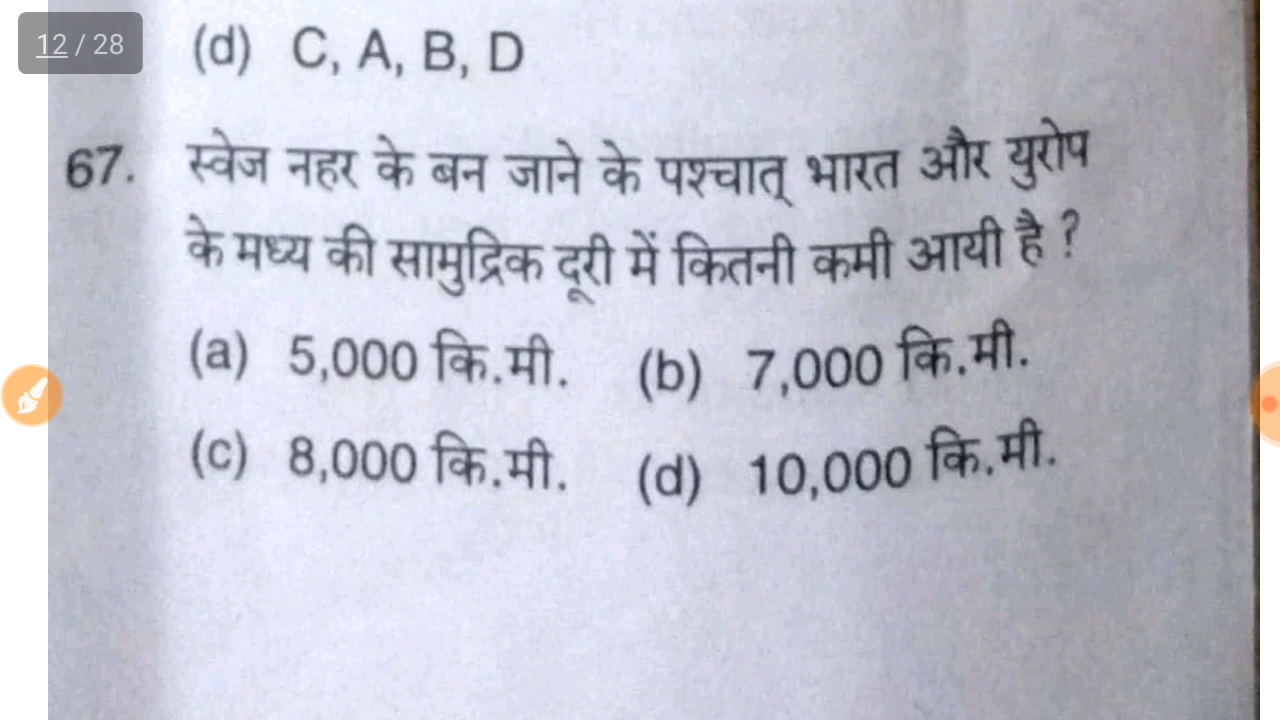 12 / 28
(d) C, A, B, D
67. स्वेज नहर के बन जाने के पश्चात् भारत और युरोप
के मध्य की सामुद्रिक दूरी में कितनी कमी आयी है ?
(a) 5,000 कि.मी. (b) 7,000 कि.मी.
(c) 8,000 कि.मी. (d) 10,000 कि.मी.